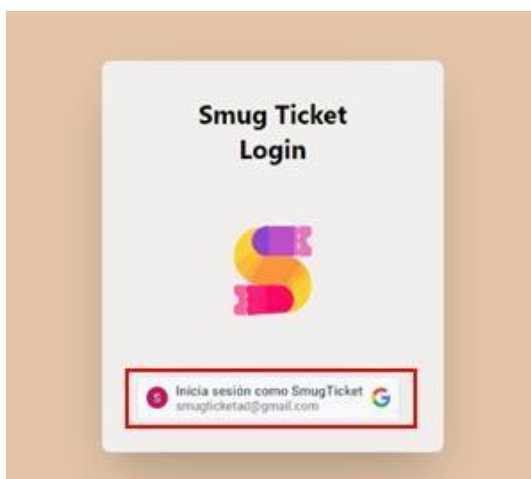 Smug Ticket
Login
S
Inicia sesión como SmugTicket
smugticketad@gmail.com